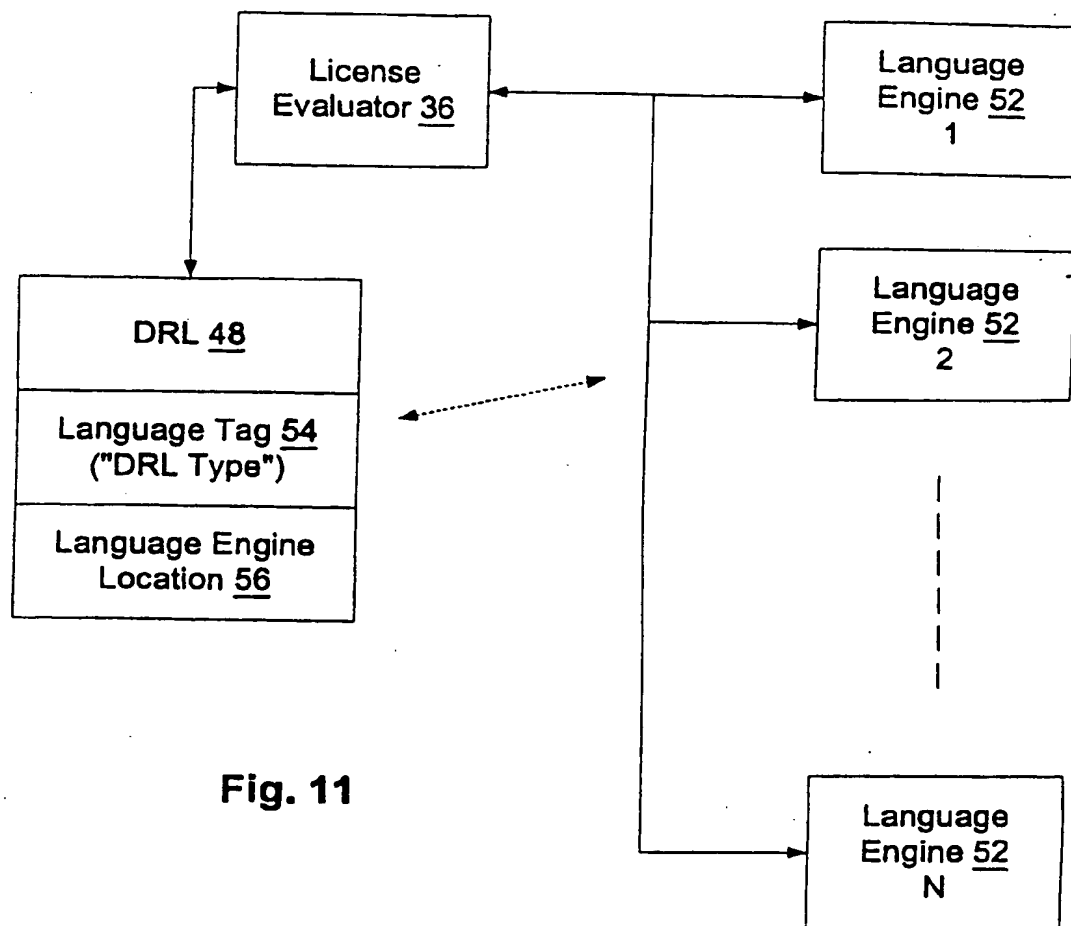 License
Evaluator 36
Language
Engine 52
1
Language
Engine 52
2
DRL 48
Language Tag 54
("DRL Type")
Language Engine
Location 56
Fig. 11
Language
Engine 52
N